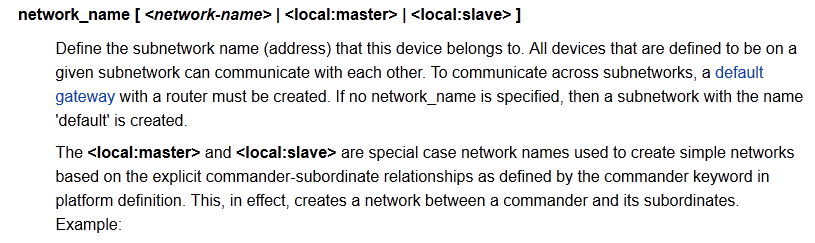 network_name [ <network-name> | <local:master> | <local:slave> ]
Define the subnetwork name (address) that this device belongs to. All devices that are defined to be on a
given subnetwork can communicate with each other. To communicate across subnetworks, a default
gateway with a router must be created. If no network_name is specified, then a subnetwork with the name
'default' is created.
The <local:master> and <local:slave> are special case network names used to create simple networks
based on the explicit commander-subordinate relationships as defined by the commander keyword in
platform definition. This, in effect, creates a network between a commander and its subordinates.
Example: